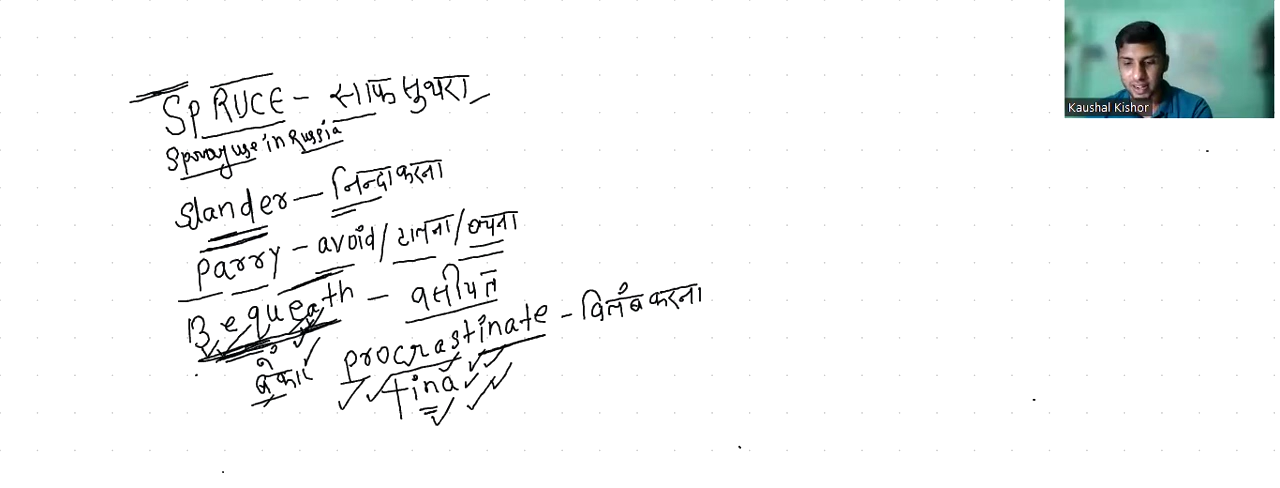 SpRUCE - साफ सुथरा
Spray use in Russia
Slander - निन्दा करना
Parry - avoid/टालना/बचना
Bequeath - वसीयत
Procrastinate - विलंब करना
बेकार
tina
Kaushal Kishor